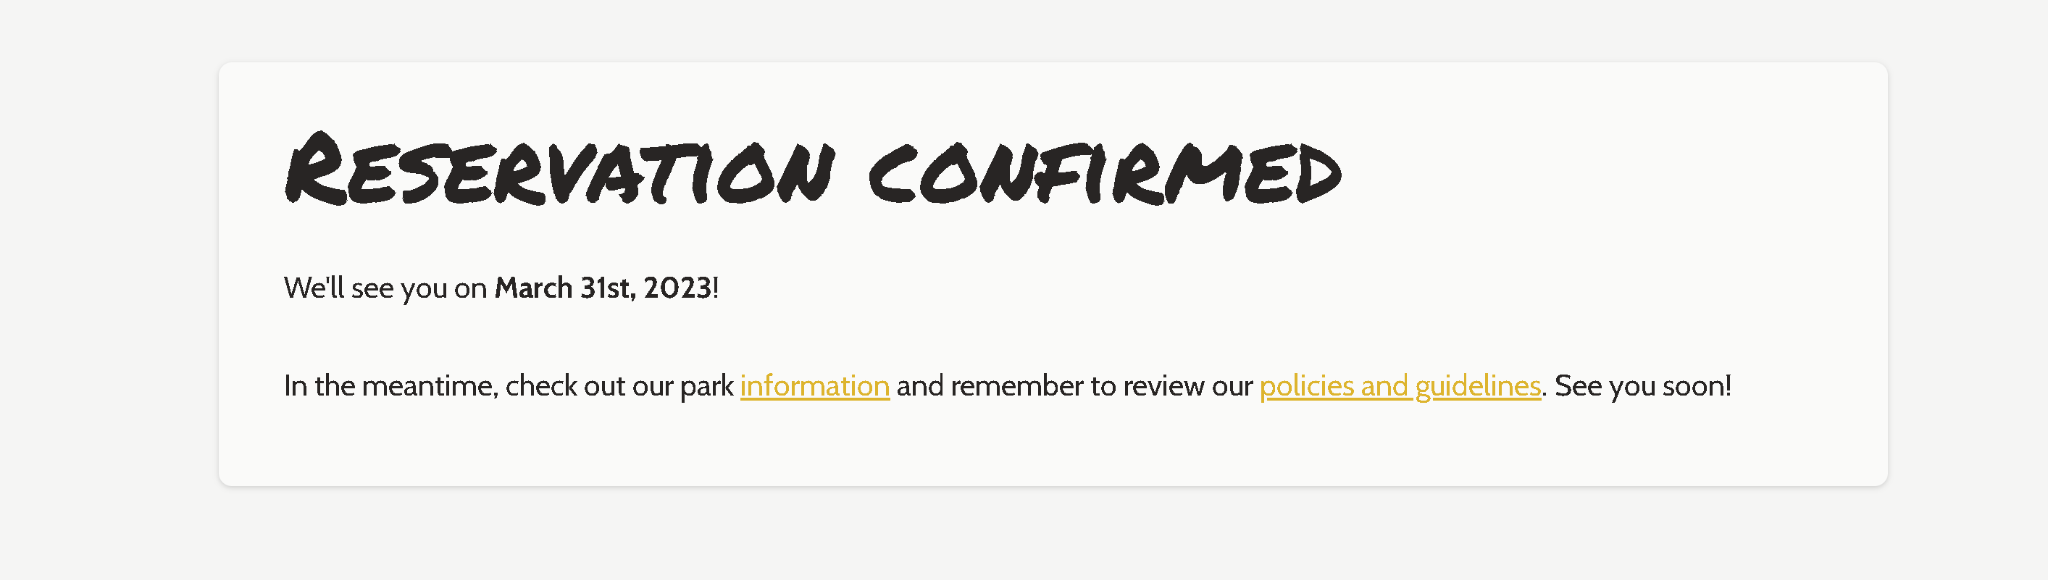 Reservation confirmed
We'll see you on March 31st, 2023!
In the meantime, check out our park information and remember to review our policies and guidelines. See you soon!